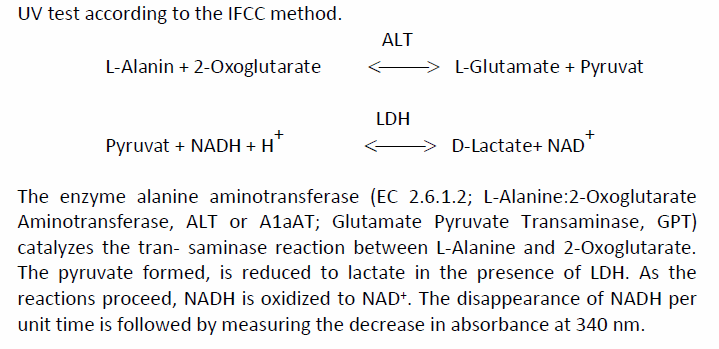 UV test according to the IFCC method.
ALT
L-Alanin + 2-Oxoglutarate <——> L-Glutamate + Pyruvat
LDH
Pyruvat + NADH + H⁺ <——> D-Lactate+ NAD⁺
The enzyme alanine aminotransferase (EC 2.6.1.2; L-Alanine:2-Oxoglutarate
Aminotransferase, ALT or A1aAT; Glutamate Pyruvate Transaminase, GPT)
catalyzes the tran- saminase reaction between L-Alanine and 2-Oxoglutarate.
The pyruvate formed, is reduced to lactate in the presence of LDH. As the
reactions proceed, NADH is oxidized to NAD⁺. The disappearance of NADH per
unit time is followed by measuring the decrease in absorbance at 340 nm.